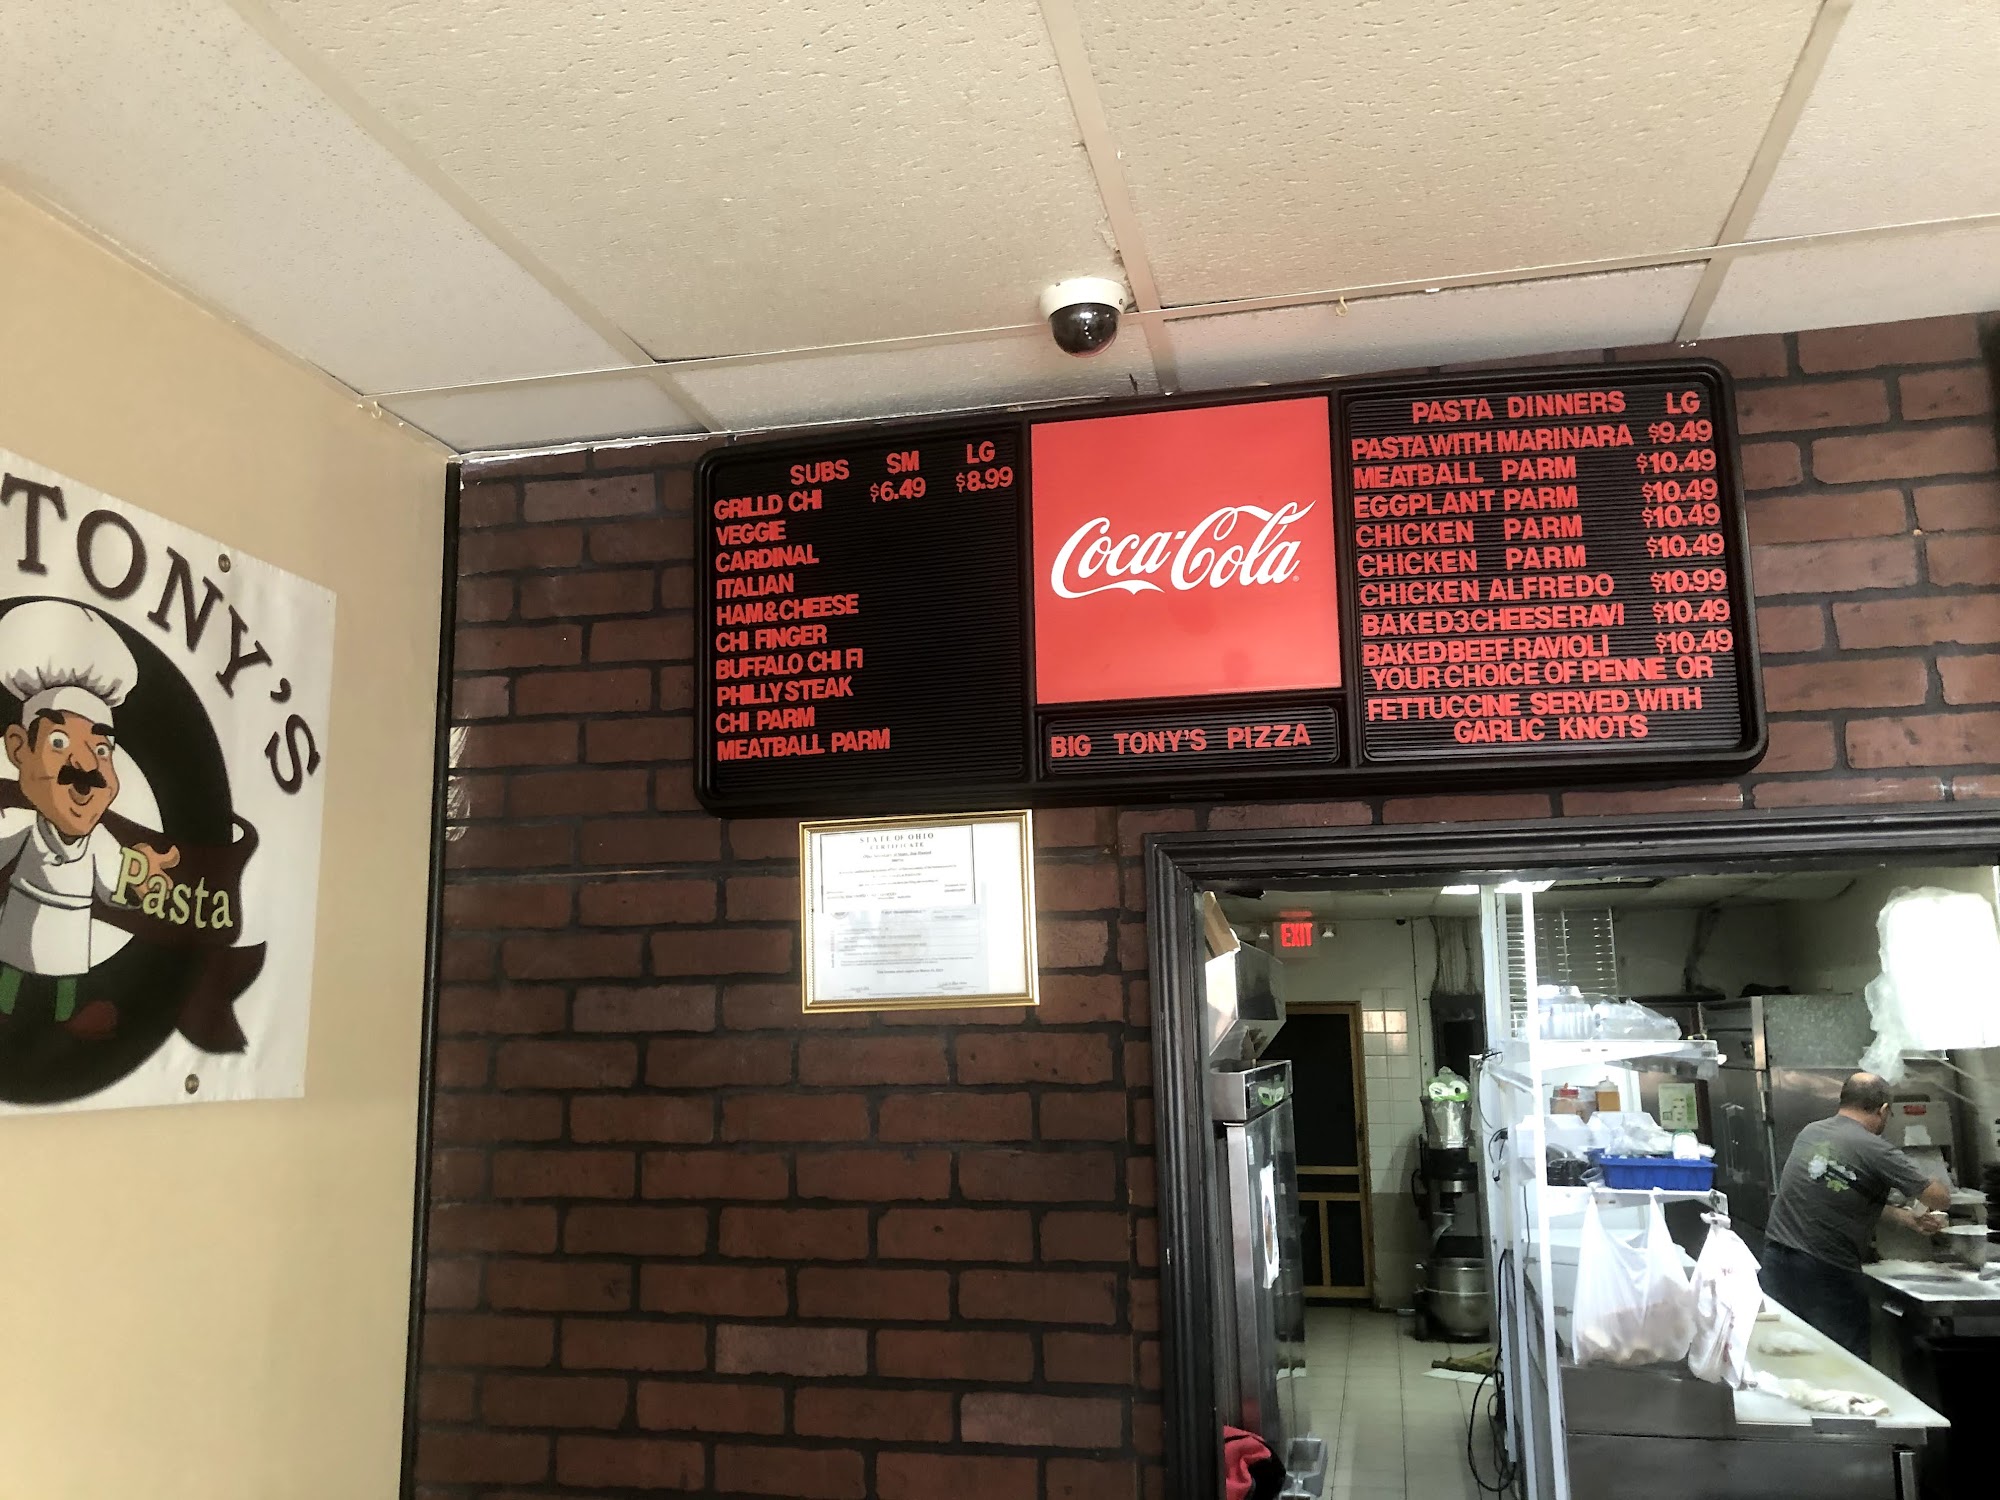 TONY'S
Pasta
SUBS SM LG
GRILLD CHI $6.49 $8.99
VEGGIE
CARDINAL
ITALIAN
HAM&CHEESE
CHI FINGER
BUFFALO CHI FI
PHILLY STEAK
CHI PARM
MEATBALL PARM
Coca-Cola
BIG TONY'S PIZZA
PASTA DINNERS LG
PASTA WITH MARINARA $9.49
MEATBALL PARM $10.49
EGGPLANT PARM $10.49
CHICKEN PARM $10.49
CHICKEN PARM $10.49
CHICKEN ALFREDO $10.99
BAKED3CHEESERAVI $10.49
BAKED BEEF RAVIOLI $10.49
YOUR CHOICE OF PENNE OR
FETTUCCINE SERVED WITH
GARLIC KNOTS
STATE OF OHIO
CERTIFICATE
EXIT